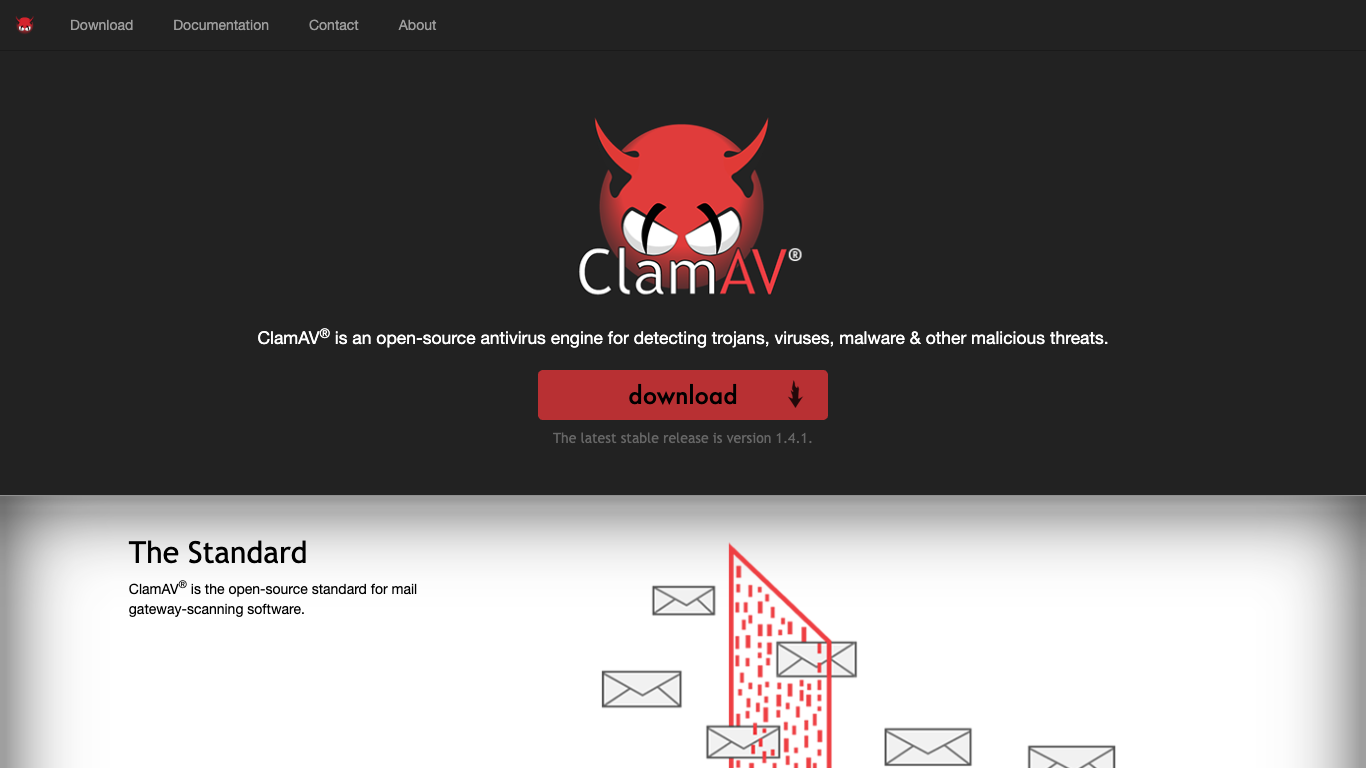 Download Documentation Contact About
ClamAV®
ClamAV® is an open-source antivirus engine for detecting trojans, viruses, malware & other malicious threats.
download
The latest stable release is version 1.4.1.
The Standard
ClamAV® is the open-source standard for mail
gateway-scanning software.